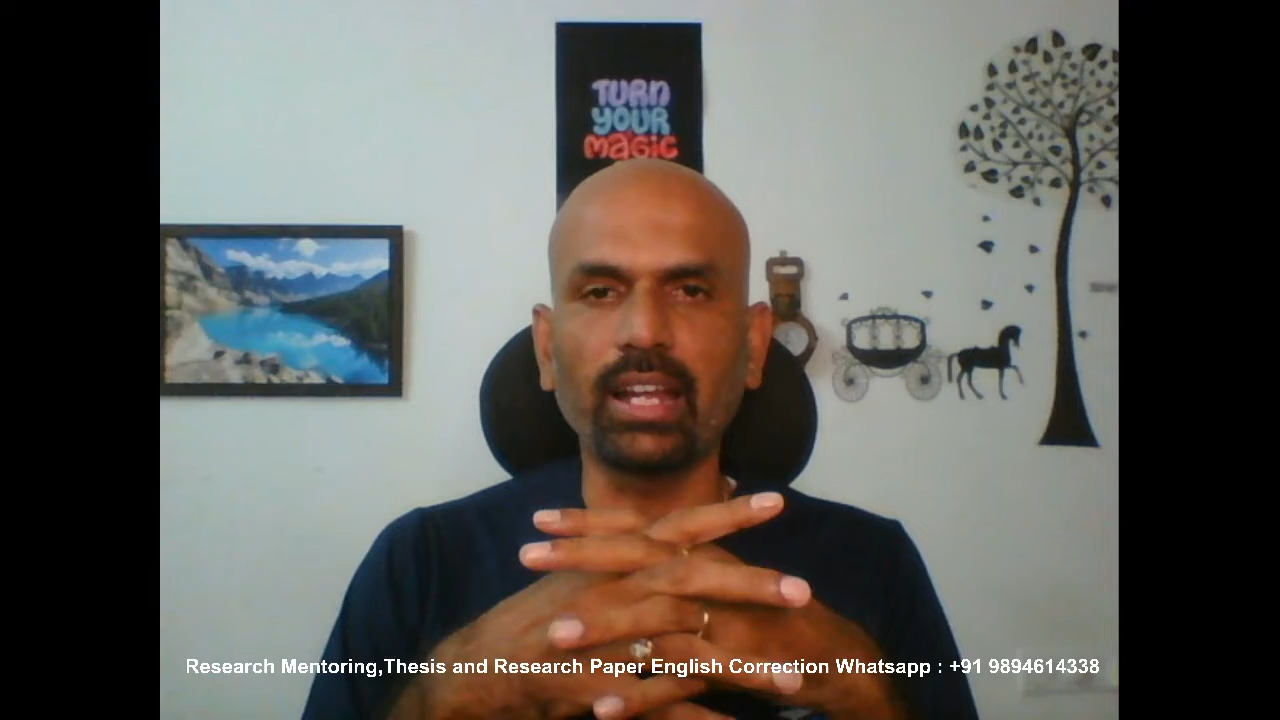 TURN
YOUR
MAGIC
Research Mentoring,Thesis and Research Paper English Correction Whatsapp : +91 9894614338